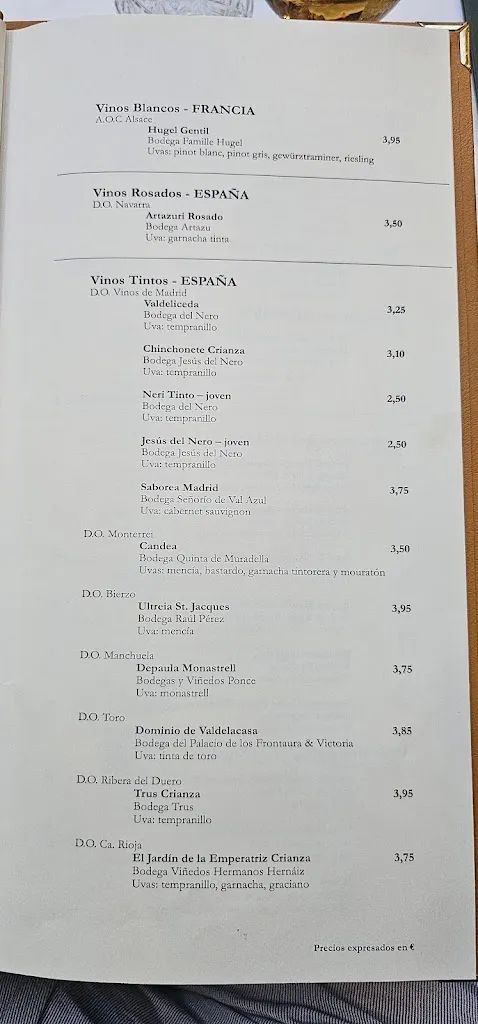 Vinos Blancos - FRANCIA
A.O.C Alsace
Hugel Gentil
Bodega Famille Hugel 3,95
Uvas: pinot blanc, pinot gris, gewürztraminer, riesling
Vinos Rosados - ESPAÑA
D.O. Navarra
Artazuri Rosado
Bodega Artazu 3,50
Uva: garnacha tinta
Vinos Tintos - ESPAÑA
D.O. Vinos de Madrid
Valdeliceda 3,25
Bodega del Nero
Uva: tempranillo
Chinchonete Crianza 3,10
Bodega Jesús del Nero
Uva: tempranillo
Neri Tinto – joven 2,50
Bodega del Nero
Uva: tempranillo
Jesús del Nero – joven 2,50
Bodega Jesús del Nero
Uva: tempranillo
Saborea Madrid 3,75
Bodega Señorío de Val Azul
Uva: cabernet sauvignon
D.O. Monterrei
Candea 3,50
Bodega Quinta de Muradella
Uvas: mencía, bastardo, garnacha tintorera y mouratón
D.O. Bierzo
Ultreia St. Jacques 3,95
Bodega Raúl Pérez
Uva: mencía
D.O. Manchuela
Depaula Monastrell 3,75
Bodegas y Viñedos Ponce
Uva: monastrell
D.O. Toro
Dominio de Valdelacasa 3,85
Bodega del Palacio de los Frontaura & Victoria
Uva: tinta de toro
D.O. Ribera del Duero
Trus Crianza 3,95
Bodega Trus
Uva: tempranillo
D.O. Ca. Rioja
El Jardín de la Emperatriz Crianza 3,75
Bodega Viñedos Hermanos Hernáiz
Uvas: tempranillo, garnacha, graciano
Precios expresados en €